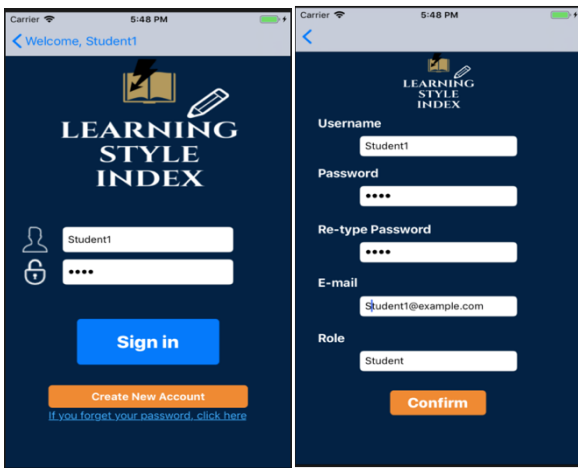 Carrier 5:48 PM
Welcome, Student1
LEARNING
STYLE
INDEX
Student1
••••
Sign in
Create New Account
If you forget your password, click here
Carrier 5:48 PM
LEARNING
STYLE
INDEX
Username
Student1
Password
••••
Re-type Password
••••
E-mail
Student1@example.com
Role
Student
Confirm